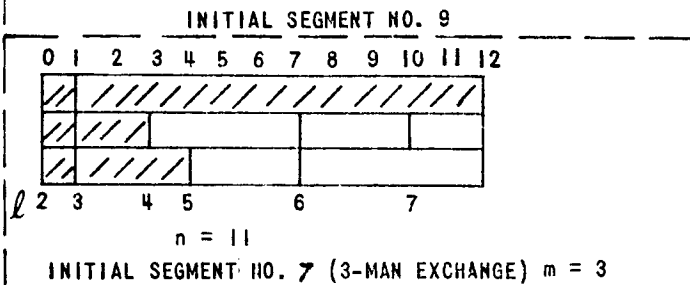 INITIAL SEGMENT NO. 9
0 1 2 3 4 5 6 7 8 9 10 11 12
l 2 3 4 5 6 7
n = 11
INITIAL SEGMENT NO. 7 (3-MAN EXCHANGE) m = 3